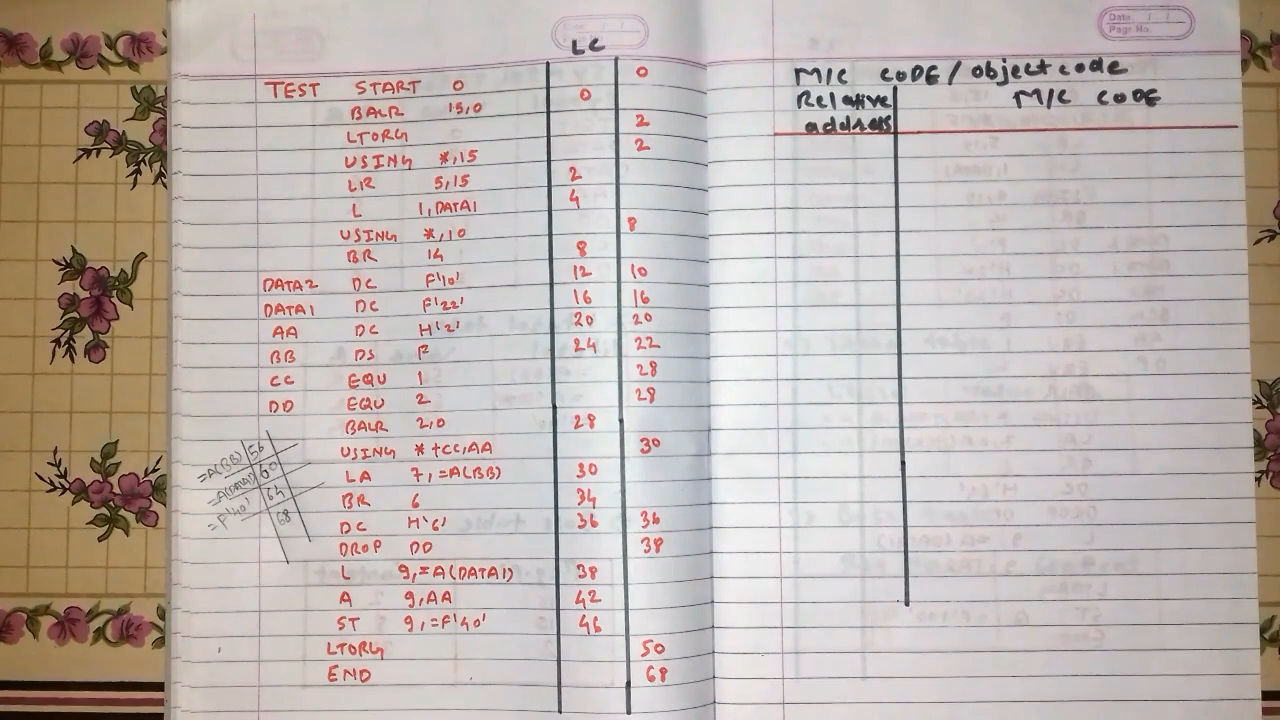 Date / /
Page No.
LC
TEST START 0 0
BALR 15,0 0
LTORG 2
USING *,15 2
LR 5,15 2
L 1,DATA1 4
USING *,10 8
BR 14 8
DATA2 DC F'10' 12 10
DATA1 DC F'22' 16 16
AA DC H'2' 20 20
BB DS F 24 22
CC EQU 1 28
DD EQU 2 28
BALR 2,0 28
USING *+CC,AA 30
LA 7,=A(BB) 30
BR 6 34
DC H'6' 36 36
DROP DD 38
L 9,=A(DATA1) 38
A 9,AA 42
ST 9,=F'40' 46
LTORG 50
END 68
=A(BB) 56
=A(DATA1) 60
=F'40' 64
68
M/C CODE / object code
Relative address M/C CODE